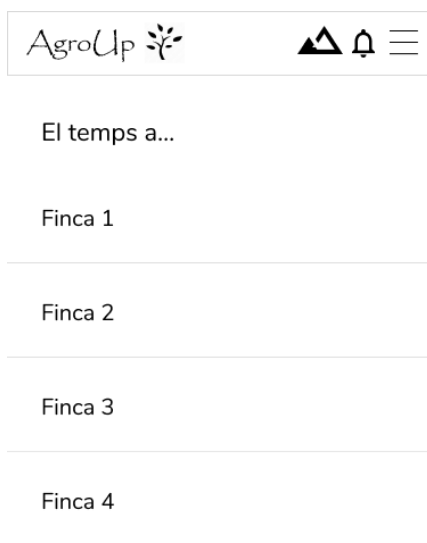 AgroUp
El temps a...
Finca 1
Finca 2
Finca 3
Finca 4